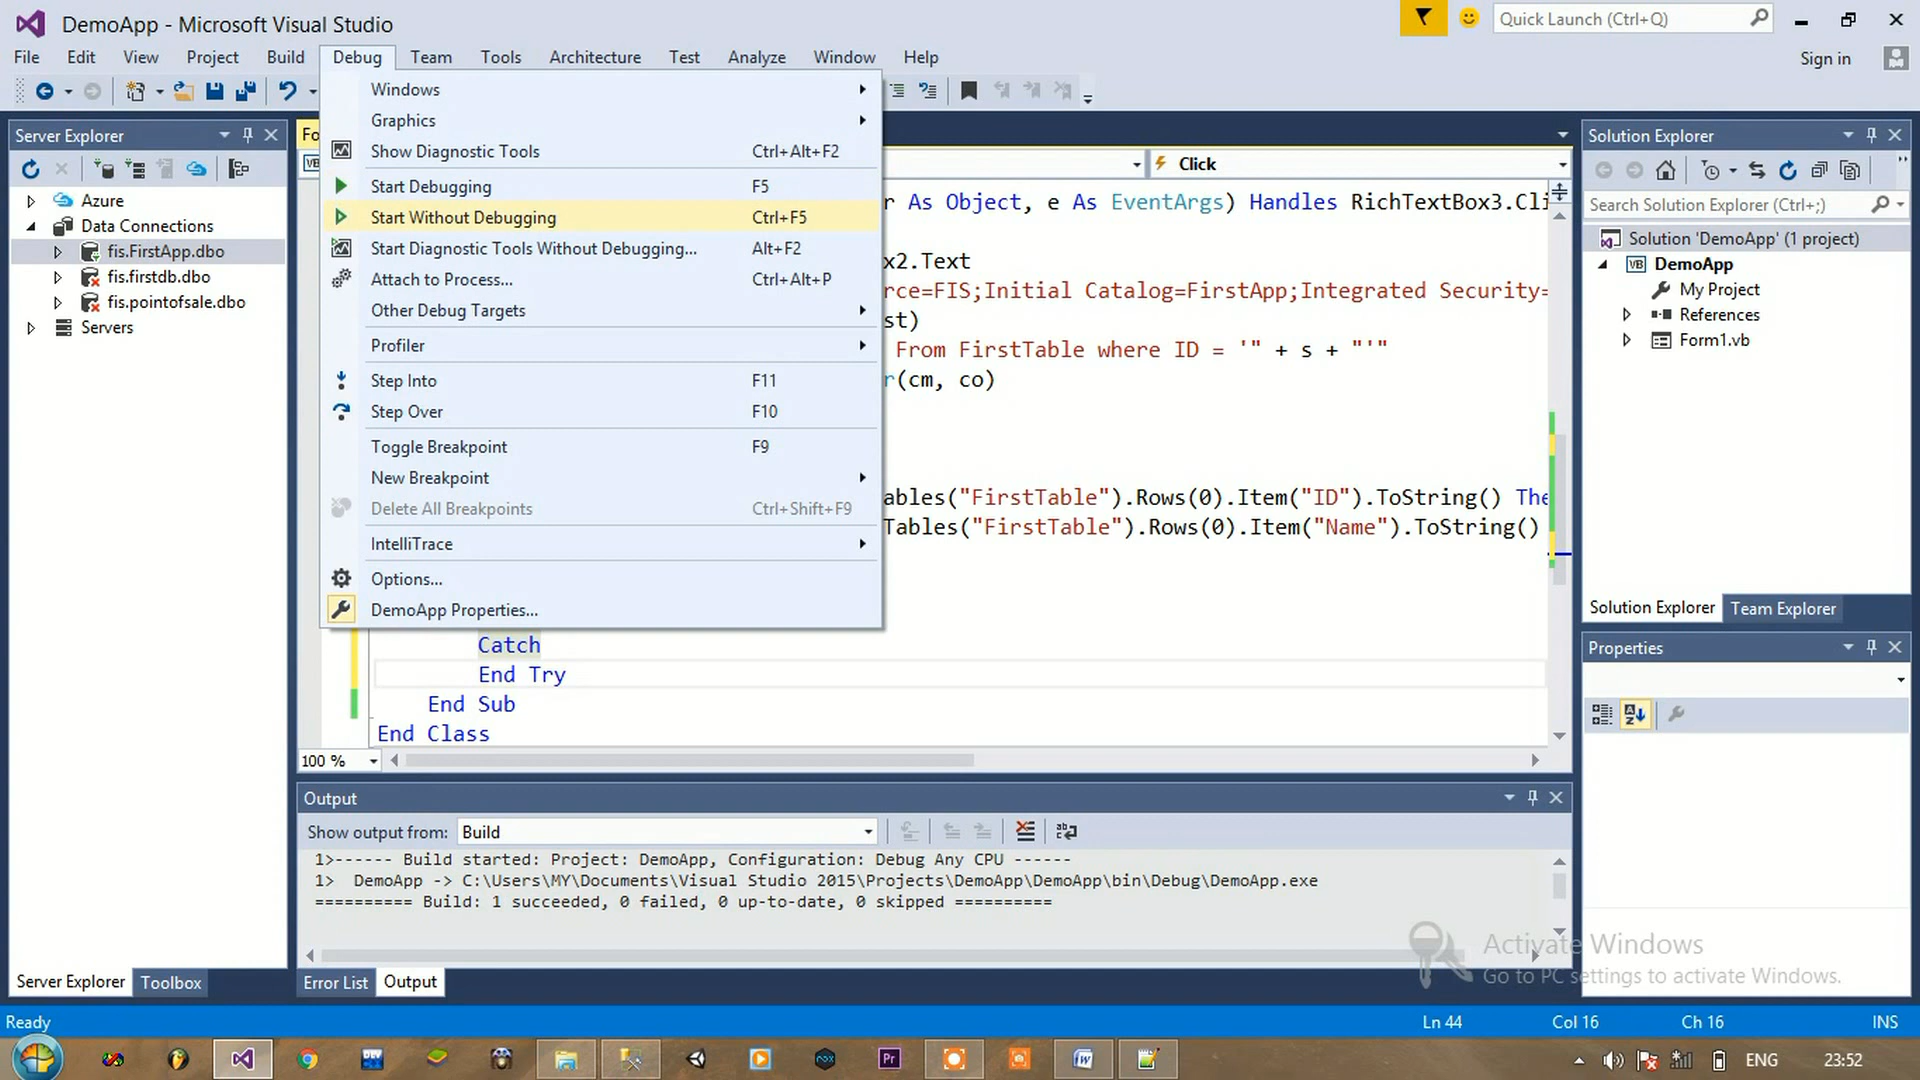 DemoApp - Microsoft Visual Studio
Quick Launch (Ctrl+Q)
File Edit View Project Build Debug Team Tools Architecture Test Analyze Window Help
Sign in
Server Explorer
Azure
Data Connections
fis.FirstApp.dbo
fis.firstdb.dbo
fis.pointofsale.dbo
Servers
Server Explorer Toolbox
Windows
Graphics
Show Diagnostic Tools Ctrl+Alt+F2
Start Debugging F5
Start Without Debugging Ctrl+F5
Start Diagnostic Tools Without Debugging... Alt+F2
Attach to Process... Ctrl+Alt+P
Other Debug Targets
Profiler
Step Into F11
Step Over F10
Toggle Breakpoint F9
New Breakpoint
Delete All Breakpoints Ctrl+Shift+F9
IntelliTrace
Options...
DemoApp Properties...
Fo
VB
Click
r As Object, e As EventArgs) Handles RichTextBox3.Cli
x2.Text
rce=FIS;Initial Catalog=FirstApp;Integrated Security=
st)
From FirstTable where ID = '" + s + "'"
r(cm, co)
ables("FirstTable").Rows(0).Item("ID").ToString() The
Tables("FirstTable").Rows(0).Item("Name").ToString()
Catch
End Try
End Sub
End Class
100 %
Output
Show output from: Build
1>------ Build started: Project: DemoApp, Configuration: Debug Any CPU ------
1>  DemoApp -> C:\Users\MY\Documents\Visual Studio 2015\Projects\DemoApp\DemoApp\bin\Debug\DemoApp.exe
========== Build: 1 succeeded, 0 failed, 0 up-to-date, 0 skipped ==========
Error List Output
Solution Explorer
Search Solution Explorer (Ctrl+;)
Solution 'DemoApp' (1 project)
VB DemoApp
My Project
References
Form1.vb
Solution Explorer Team Explorer
Properties
Activate Windows
Go to PC settings to activate Windows.
Ready Ln 44 Col 16 Ch 16 INS
Pr
ENG 23:52